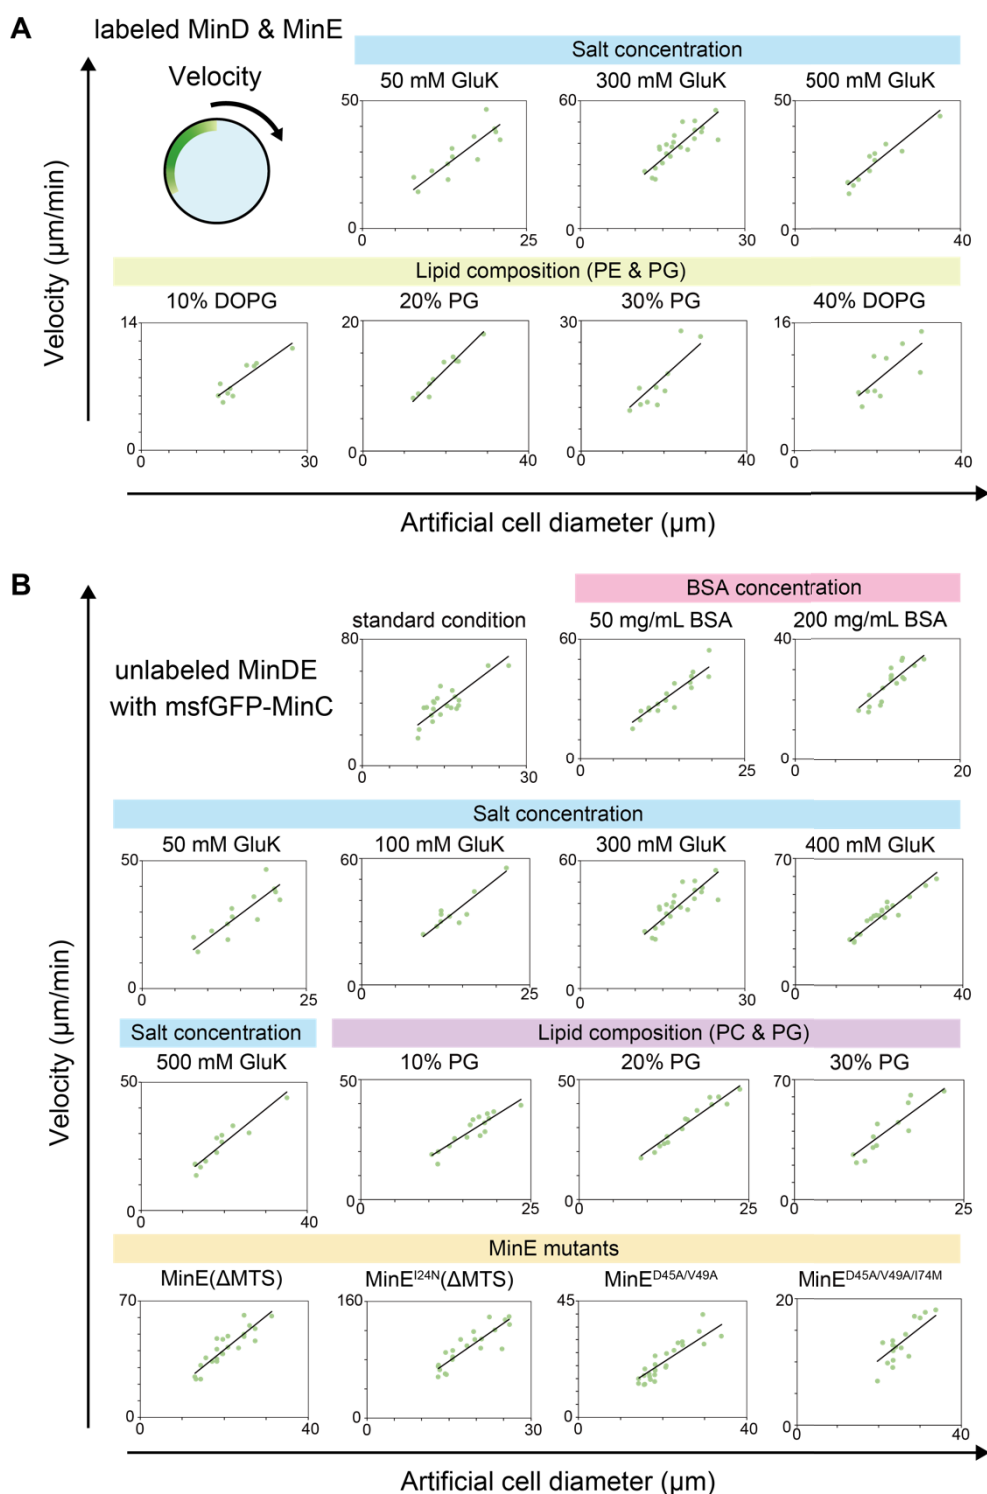 A
labeled MinD & MinE
Velocity
Salt concentration
50 mM GluK
300 mM GluK
500 mM GluK
50
0
0
25
60
0
0
30
50
0
0
40
Velocity (µm/min)
Lipid composition (PE & PG)
10% DOPG
20% PG
30% PG
40% DOPG
14
0
0
30
20
0
0
40
30
0
0
40
16
0
0
40
Artificial cell diameter (µm)
B
unlabeled MinDE
with msfGFP-MinC
BSA concentration
standard condition
50 mg/mL BSA
200 mg/mL BSA
80
0
0
30
60
0
0
25
40
0
0
20
Salt concentration
50 mM GluK
100 mM GluK
300 mM GluK
400 mM GluK
50
0
0
25
60
0
0
25
60
0
0
30
70
0
0
40
Velocity (µm/min)
Salt concentration
Lipid composition (PC & PG)
500 mM GluK
10% PG
20% PG
30% PG
50
0
0
40
50
0
0
25
50
0
0
25
70
0
0
25
MinE mutants
MinE(ΔMTS)
MinE^I24N(ΔMTS)
MinE^D45A/V49A
MinE^D45A/V49A/I74M
70
0
0
40
160
0
0
30
45
0
0
40
20
0
0
40
Artificial cell diameter (µm)